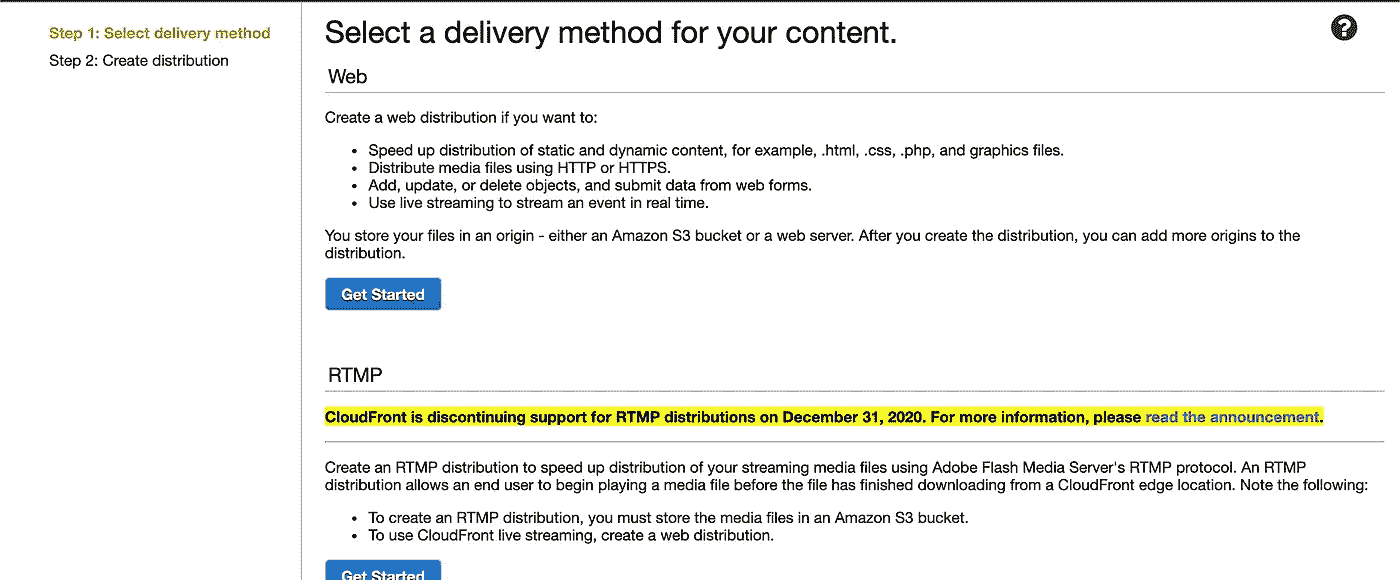 Step 1: Select delivery method
Step 2: Create distribution
Select a delivery method for your content.
?
Web
Create a web distribution if you want to:
• Speed up distribution of static and dynamic content, for example, .html, .css, .php, and graphics files.
• Distribute media files using HTTP or HTTPS.
• Add, update, or delete objects, and submit data from web forms.
• Use live streaming to stream an event in real time.
You store your files in an origin - either an Amazon S3 bucket or a web server. After you create the distribution, you can add more origins to the
distribution.
Get Started
RTMP
CloudFront is discontinuing support for RTMP distributions on December 31, 2020. For more information, please read the announcement.
Create an RTMP distribution to speed up distribution of your streaming media files using Adobe Flash Media Server's RTMP protocol. An RTMP
distribution allows an end user to begin playing a media file before the file has finished downloading from a CloudFront edge location. Note the following:
• To create an RTMP distribution, you must store the media files in an Amazon S3 bucket.
• To use CloudFront live streaming, create a web distribution.
Get Started